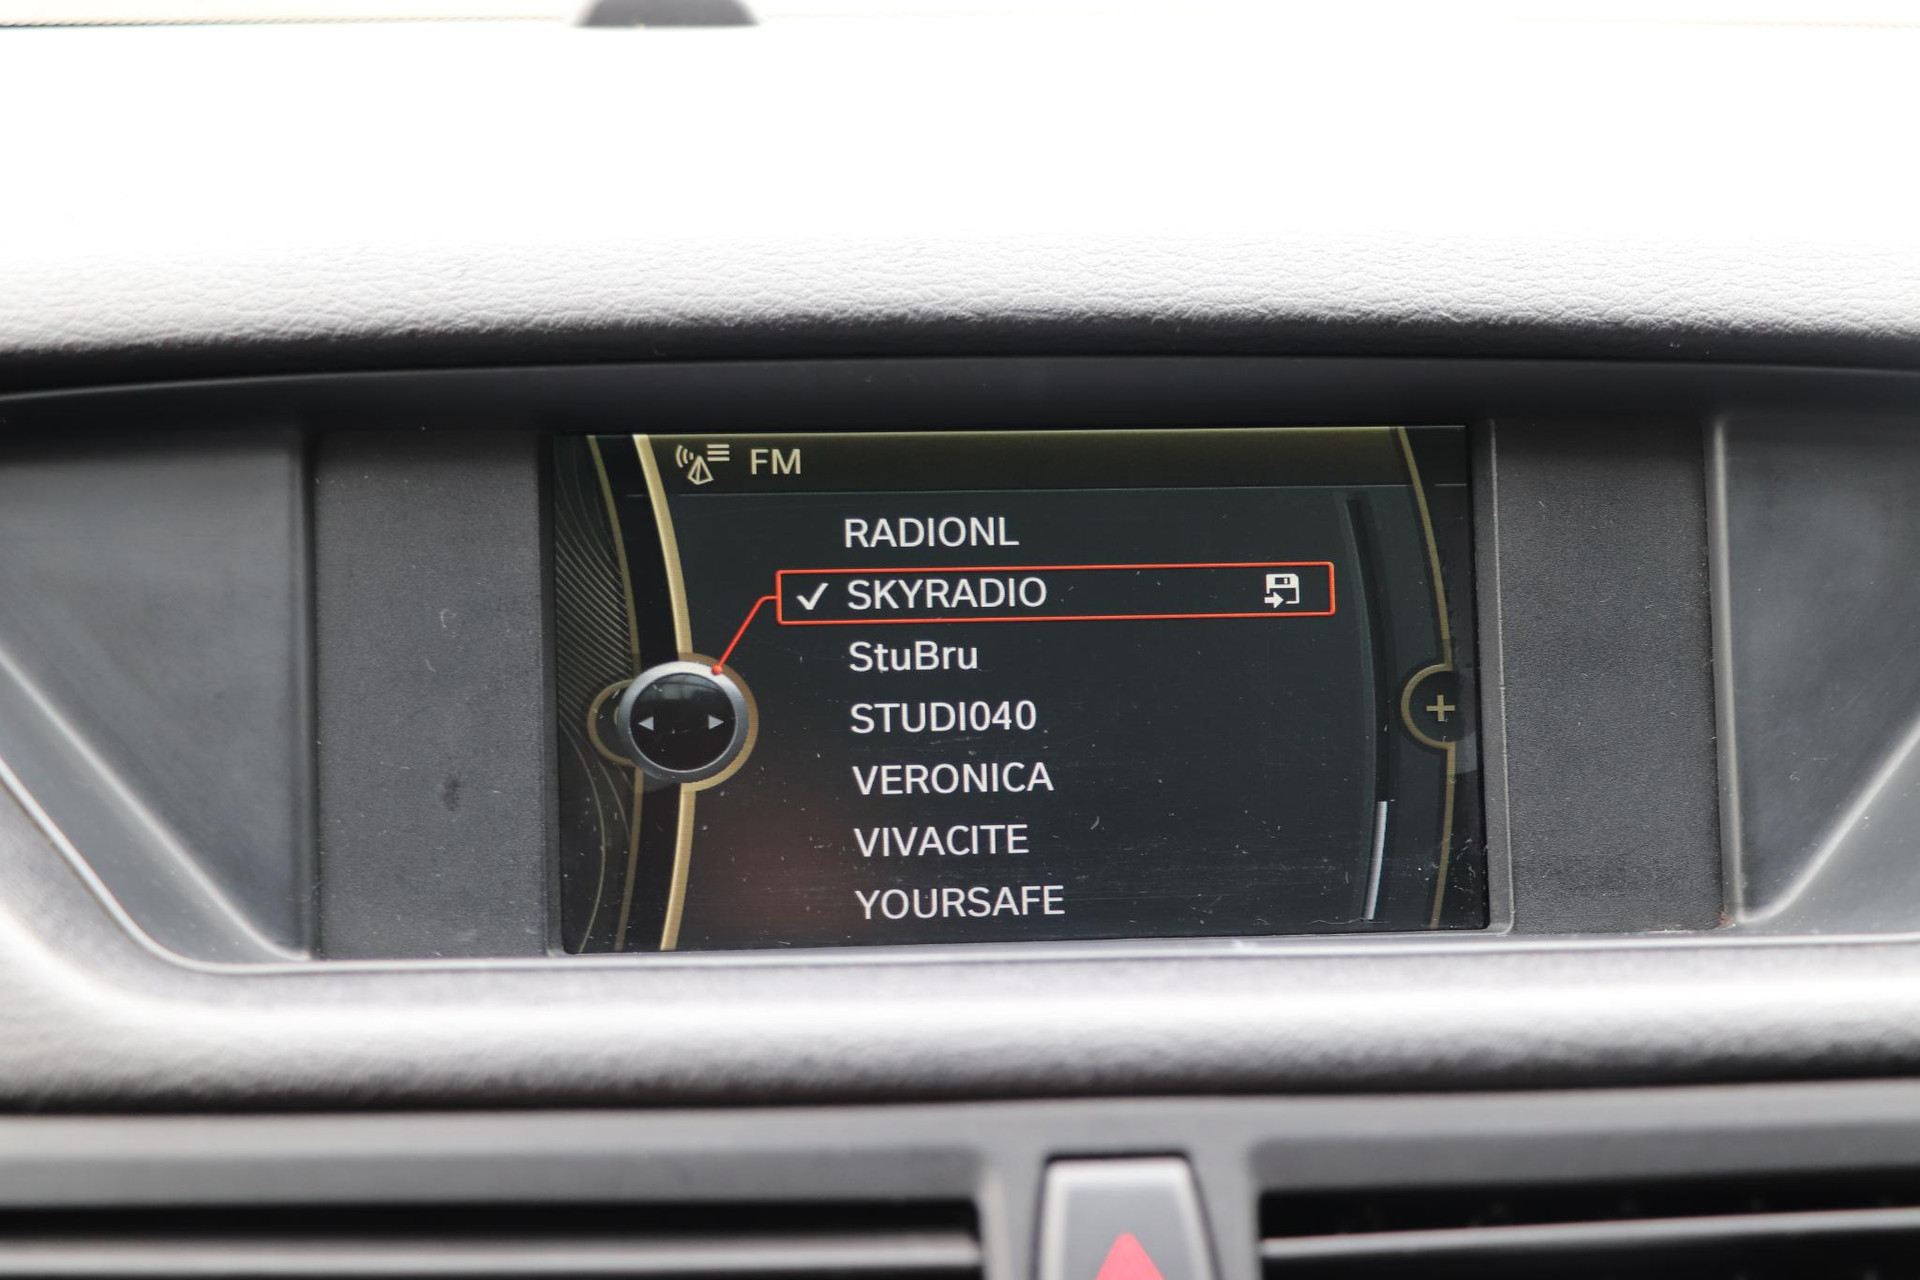 FM
RADIONL
SKYRADIO
StuBru
STUDI040
VERONICA
VIVACITE
YOURSAFE